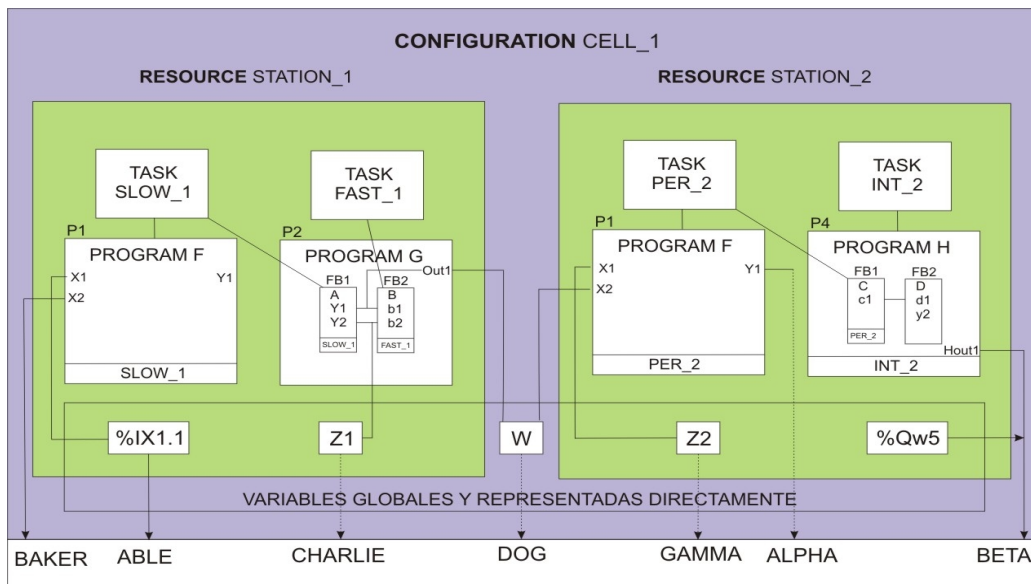 CONFIGURATION CELL_1
RESOURCE STATION_1
RESOURCE STATION_2
TASK
SLOW_1
TASK
FAST_1
TASK
PER_2
TASK
INT_2
P1
PROGRAM F
X1
X2
Y1
SLOW_1
P2
PROGRAM G
Out1
FB1
A
Y1
Y2
SLOW_1
FB2
B
b1
b2
FAST_1
P1
PROGRAM F
X1
X2
Y1
PER_2
P4
PROGRAM H
FB1
C
c1
PER_2
FB2
D
d1
y2
Hout1
INT_2
%IX1.1
Z1
W
Z2
%Qw5
VARIABLES GLOBALES Y REPRESENTADAS DIRECTAMENTE
BAKER
ABLE
CHARLIE
DOG
GAMMA
ALPHA
BETA